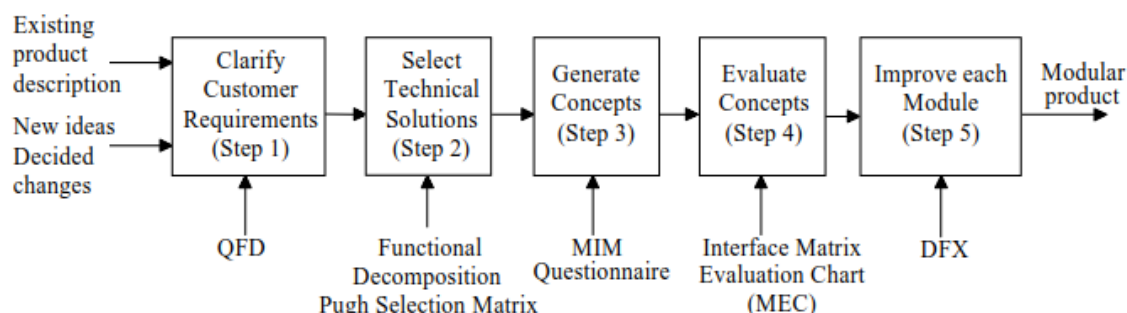 Existing
product
description
New ideas
Decided
changes
Clarify
Customer
Requirements
(Step 1)
QFD
Select
Technical
Solutions
(Step 2)
Functional
Decomposition
Pugh Selection Matrix
Generate
Concepts
(Step 3)
MIM
Questionnaire
Evaluate
Concepts
(Step 4)
Interface Matrix
Evaluation Chart
(MEC)
Improve each
Module
(Step 5)
DFX
Modular
product